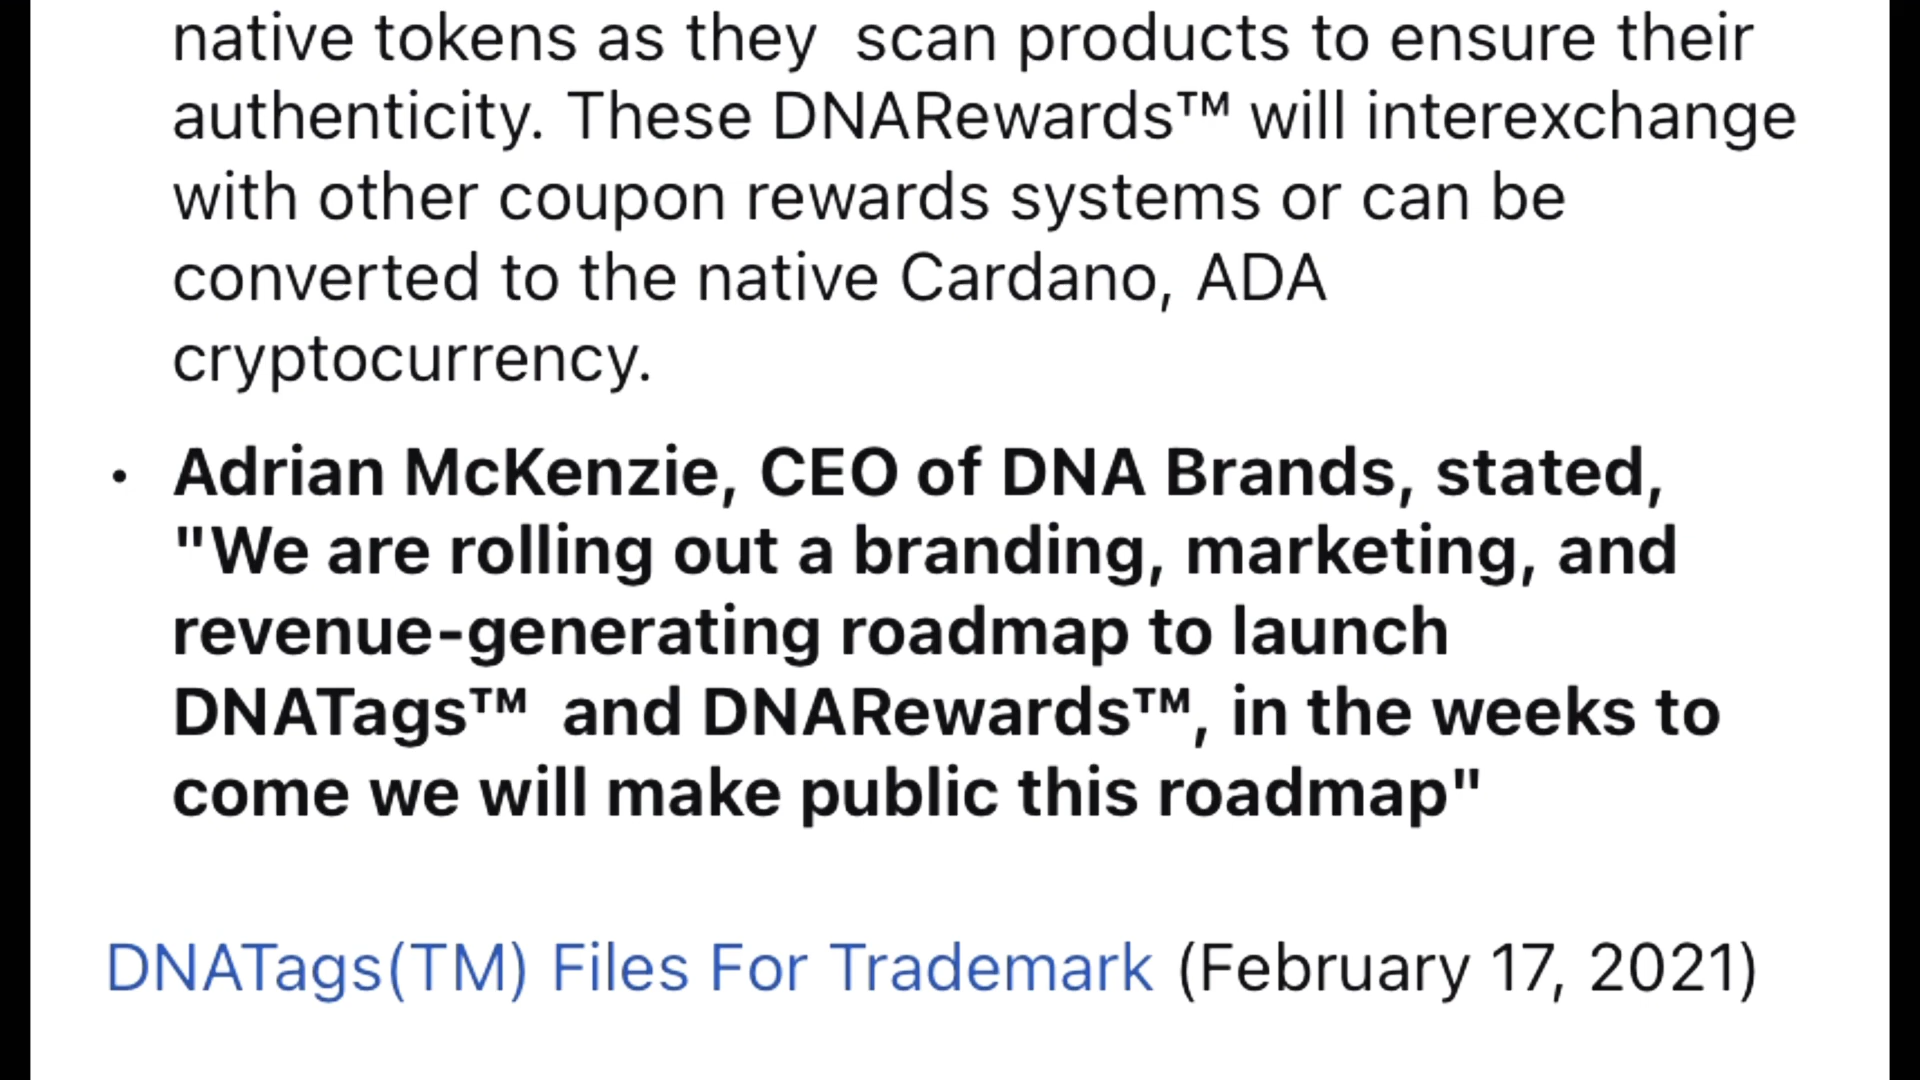 native tokens as they  scan products to ensure their
authenticity. These DNARewards™ will interexchange
with other coupon rewards systems or can be
converted to the native Cardano, ADA
cryptocurrency.
• Adrian McKenzie, CEO of DNA Brands, stated,
"We are rolling out a branding, marketing, and
revenue-generating roadmap to launch
DNATags™  and DNARewards™, in the weeks to
come we will make public this roadmap"
DNATags(TM) Files For Trademark (February 17, 2021)